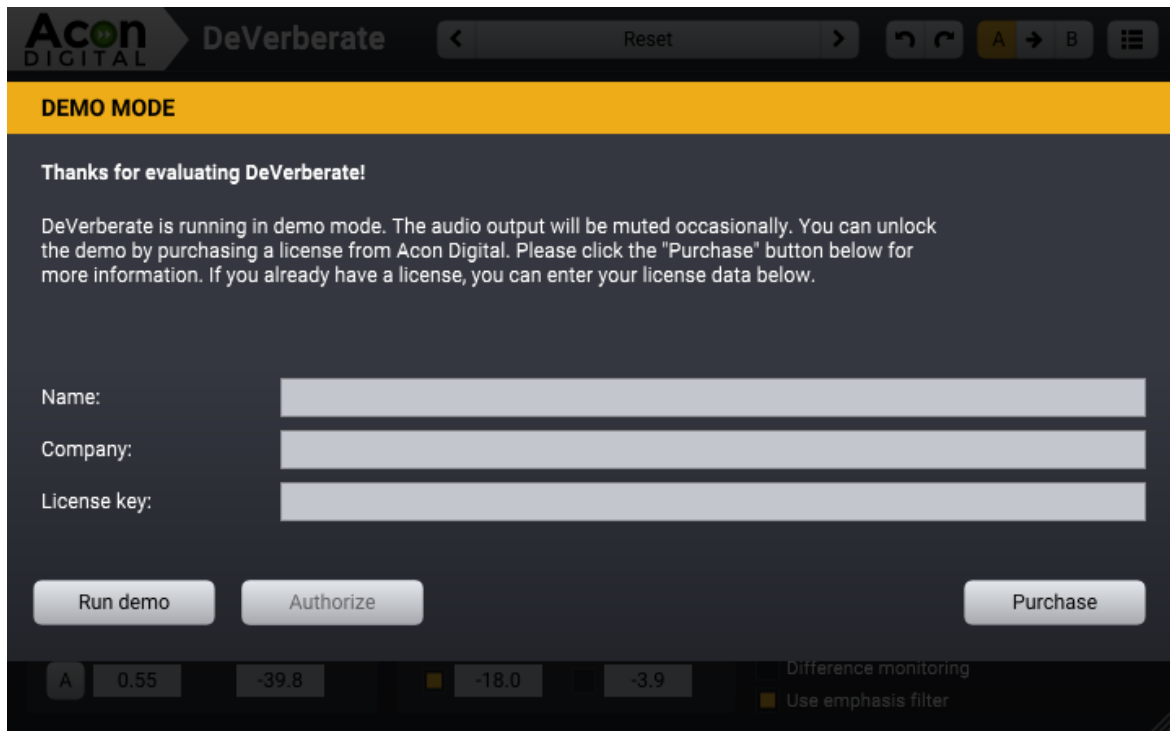 Acon
DIGITAL
DeVerberate
< Reset >
A → B
DEMO MODE
Thanks for evaluating DeVerberate!
DeVerberate is running in demo mode. The audio output will be muted occasionally. You can unlock
the demo by purchasing a license from Acon Digital. Please click the "Purchase" button below for
more information. If you already have a license, you can enter your license data below.
Name:
Company:
License key:
Run demo
Authorize
Purchase
A 0.55 -39.8 -18.0 -3.9
Difference monitoring
Use emphasis filter